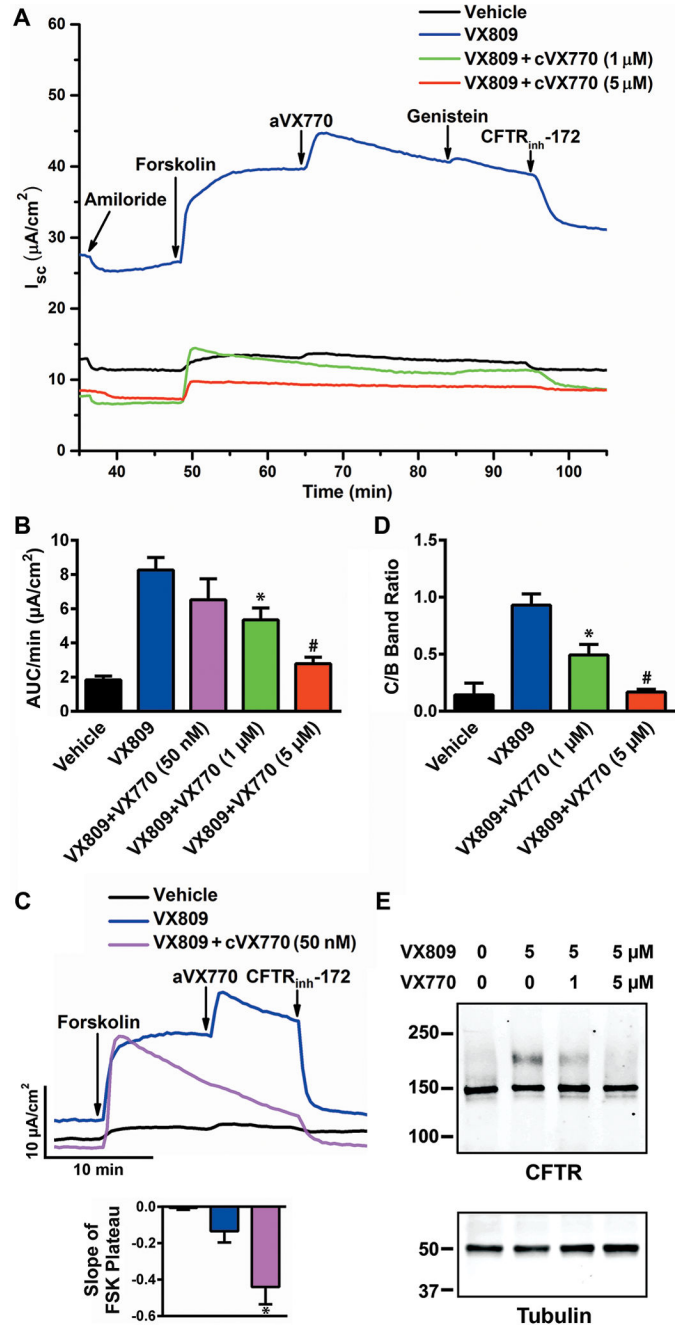 A
Vehicle
VX809
VX809 + cVX770 (1 µM)
VX809 + cVX770 (5 µM)
60
50
40
30
20
10
0
I_sc (µA/cm²)
Amiloride
Forskolin
aVX770
Genistein
CFTR_inh-172
40 50 60 70 80 90 100
Time (min)
B
AUC/min (µA/cm²)
10
8
6
4
2
0
*
#
Vehicle
VX809
VX809+VX770 (50 nM)
VX809+VX770 (1 µM)
VX809+VX770 (5 µM)
D
C/B Band Ratio
1.5
1.0
0.5
0.0
*
#
Vehicle
VX809
VX809+VX770 (1 µM)
VX809+VX770 (5 µM)
C
Vehicle
VX809
VX809 + cVX770 (50 nM)
Forskolin
aVX770
CFTR_inh-172
10 µA/cm²
10 min
Slope of
FSK Plateau
0.0
-0.2
-0.4
-0.6
*
E
VX809 0 5 5 5 µM
VX770 0 0 1 5 µM
250
150
100
CFTR
50
37
Tubulin